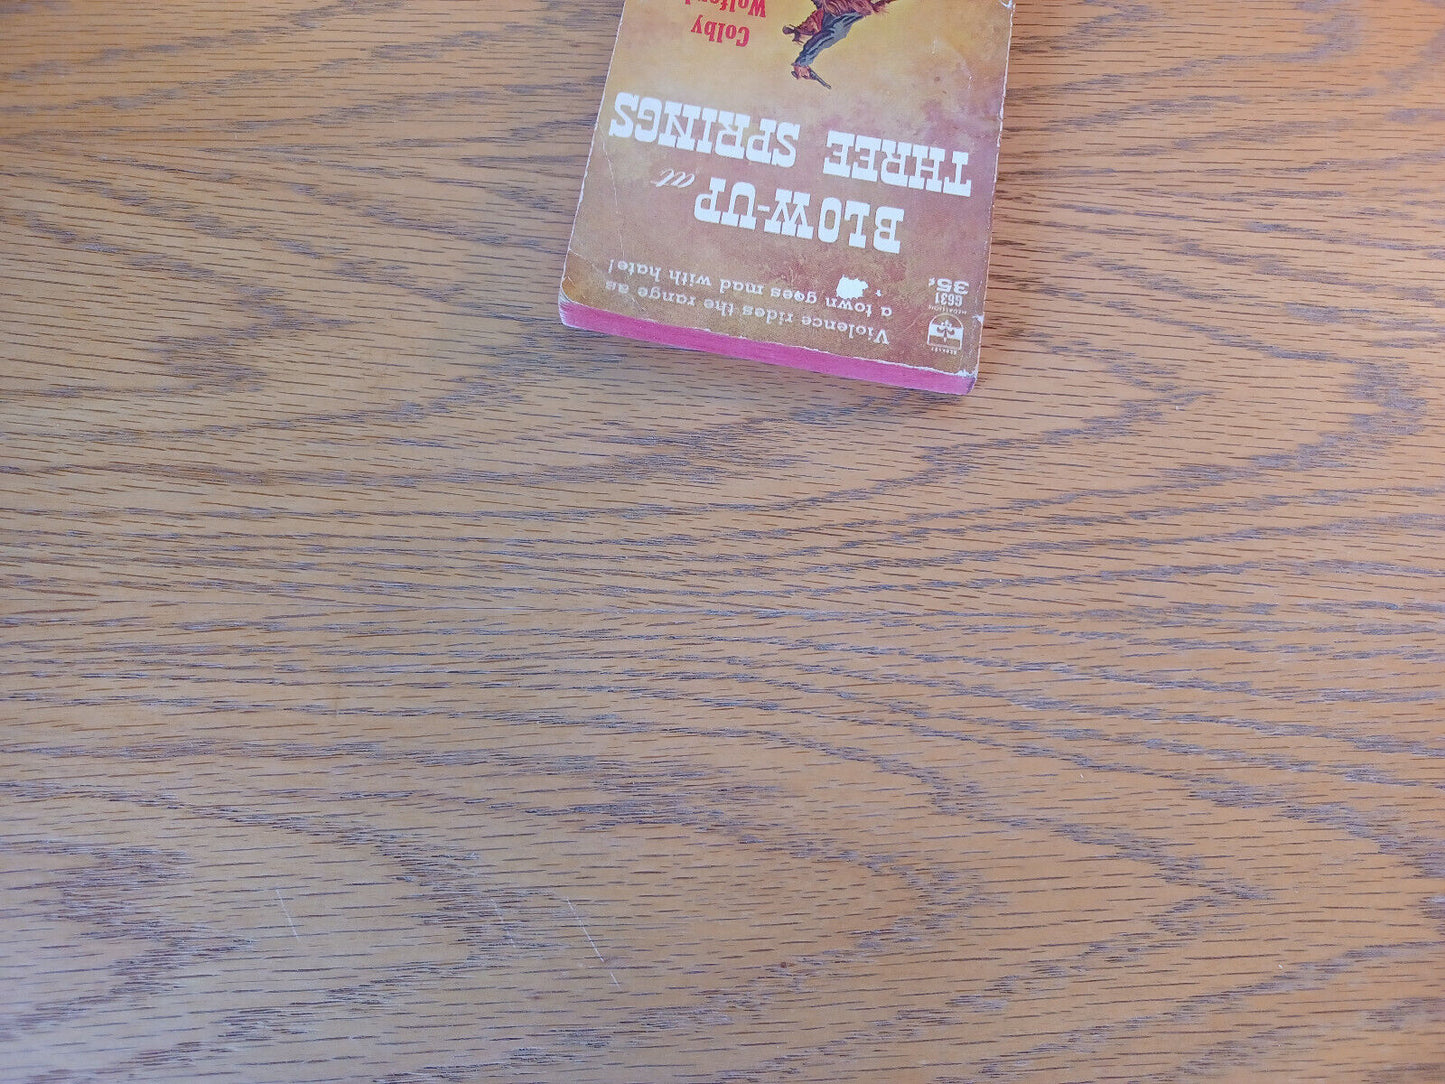 G631
35¢
Violence rides the range as
a town goes mad with hate!
BLOW-UP at
THREE SPRINGS
Colby